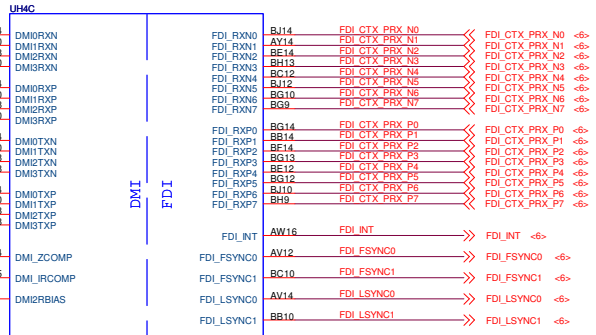 UH4C
DMI0RXN FDI_RXN0 BJ14 FDI_CTX_PRX_N0 FDI_CTX_PRX_N0 <6>
DMI1RXN FDI_RXN1 AY14 FDI_CTX_PRX_N1 FDI_CTX_PRX_N1 <6>
DMI2RXN FDI_RXN2 BE14 FDI_CTX_PRX_N2 FDI_CTX_PRX_N2 <6>
DMI3RXN FDI_RXN3 BH13 FDI_CTX_PRX_N3 FDI_CTX_PRX_N3 <6>
FDI_RXN4 BC12 FDI_CTX_PRX_N4 FDI_CTX_PRX_N4 <6>
DMI0RXP FDI_RXN5 BJ12 FDI_CTX_PRX_N5 FDI_CTX_PRX_N5 <6>
DMI1RXP FDI_RXN6 BG10 FDI_CTX_PRX_N6 FDI_CTX_PRX_N6 <6>
DMI2RXP FDI_RXN7 BG9 FDI_CTX_PRX_N7 FDI_CTX_PRX_N7 <6>
DMI3RXP
FDI_RXP0 BG14 FDI_CTX_PRX_P0 FDI_CTX_PRX_P0 <6>
DMI0TXN FDI_RXP1 BB14 FDI_CTX_PRX_P1 FDI_CTX_PRX_P1 <6>
DMI1TXN FDI_RXP2 BF14 FDI_CTX_PRX_P2 FDI_CTX_PRX_P2 <6>
DMI2TXN FDI_RXP3 BG13 FDI_CTX_PRX_P3 FDI_CTX_PRX_P3 <6>
DMI3TXN FDI_RXP4 BE12 FDI_CTX_PRX_P4 FDI_CTX_PRX_P4 <6>
FDI_RXP5 BG12 FDI_CTX_PRX_P5 FDI_CTX_PRX_P5 <6>
DMI0TXP FDI_RXP6 BJ10 FDI_CTX_PRX_P6 FDI_CTX_PRX_P6 <6>
DMI1TXP FDI_RXP7 BH9 FDI_CTX_PRX_P7 FDI_CTX_PRX_P7 <6>
DMI2TXP
DMI3TXP
DMI
FDI
FDI_INT AW16 FDI_INT FDI_INT <6>
DMI_ZCOMP FDI_FSYNC0 AV12 FDI_FSYNC0 FDI_FSYNC0 <6>
DMI_IRCOMP FDI_FSYNC1 BC10 FDI_FSYNC1 FDI_FSYNC1 <6>
DMI2RBIAS FDI_LSYNC0 AV14 FDI_LSYNC0 FDI_LSYNC0 <6>
FDI_LSYNC1 BB10 FDI_LSYNC1 FDI_LSYNC1 <6>